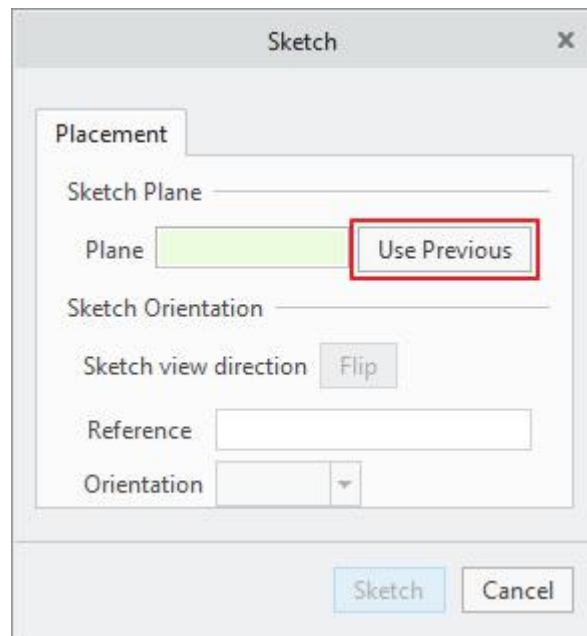 Sketch
Placement
Sketch Plane
Plane Use Previous
Sketch Orientation
Sketch view direction Flip
Reference
Orientation
Sketch Cancel